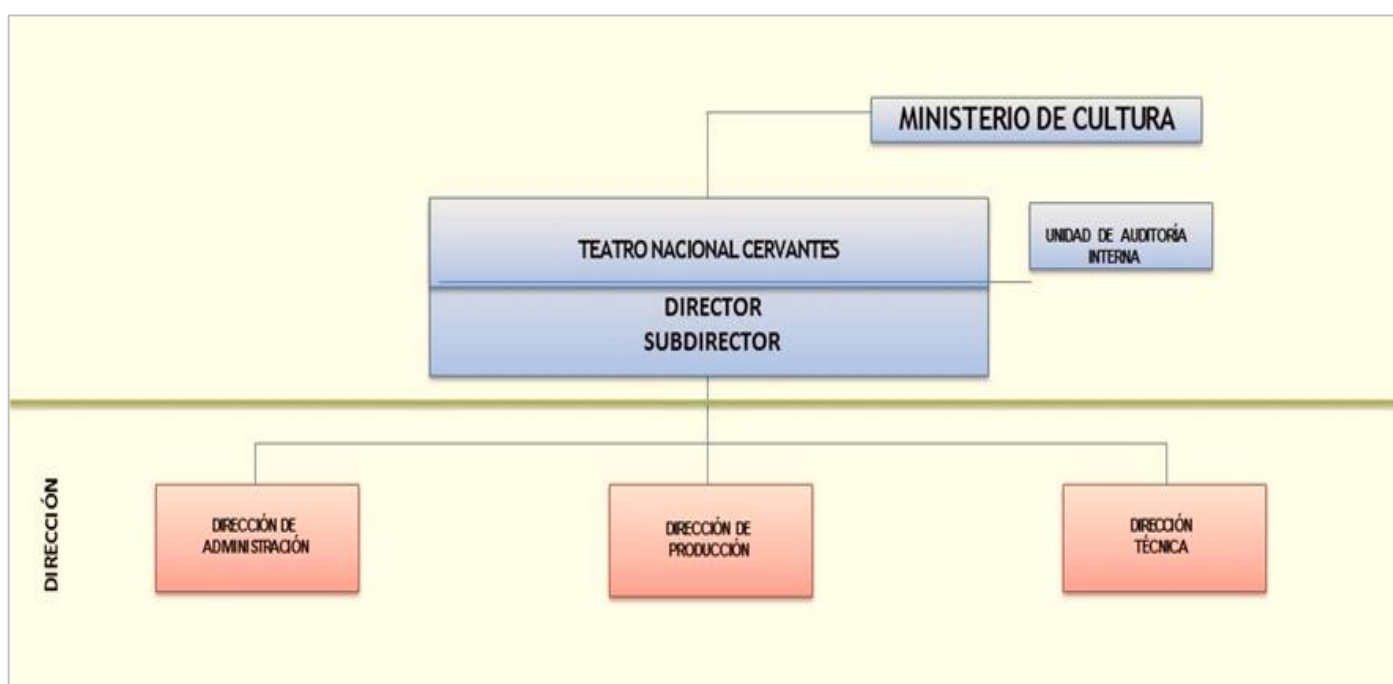 MINISTERIO DE CULTURA
TEATRO NACIONAL CERVANTES
UNIDAD DE AUDITORÍA
INTERNA
DIRECTOR
SUBDIRECTOR
DIRECCIÓN
DIRECCIÓN DE
ADMINISTRACIÓN
DIRECCIÓN DE
PRODUCCIÓN
DIRECCIÓN
TÉCNICA